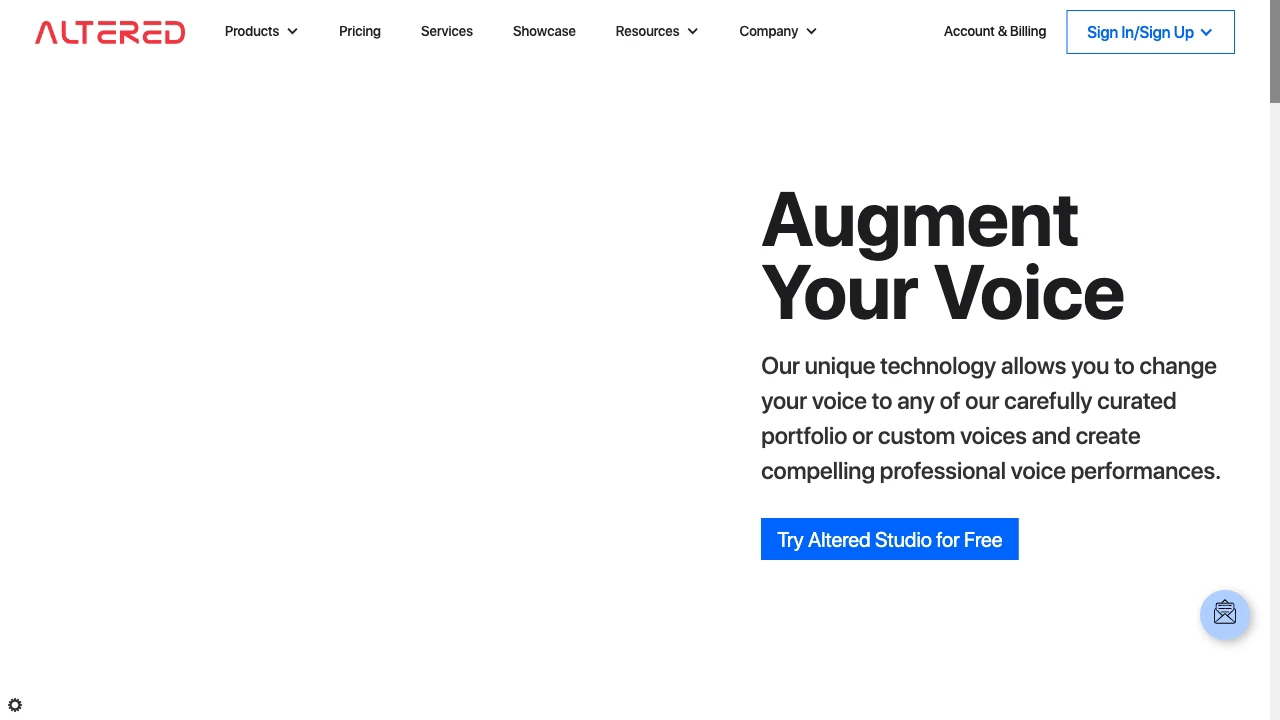 ALTERED
Products
Pricing
Services
Showcase
Resources
Company
Account & Billing
Sign In/Sign Up
Augment
Your Voice
Our unique technology allows you to change
your voice to any of our carefully curated
portfolio or custom voices and create
compelling professional voice performances.
Try Altered Studio for Free